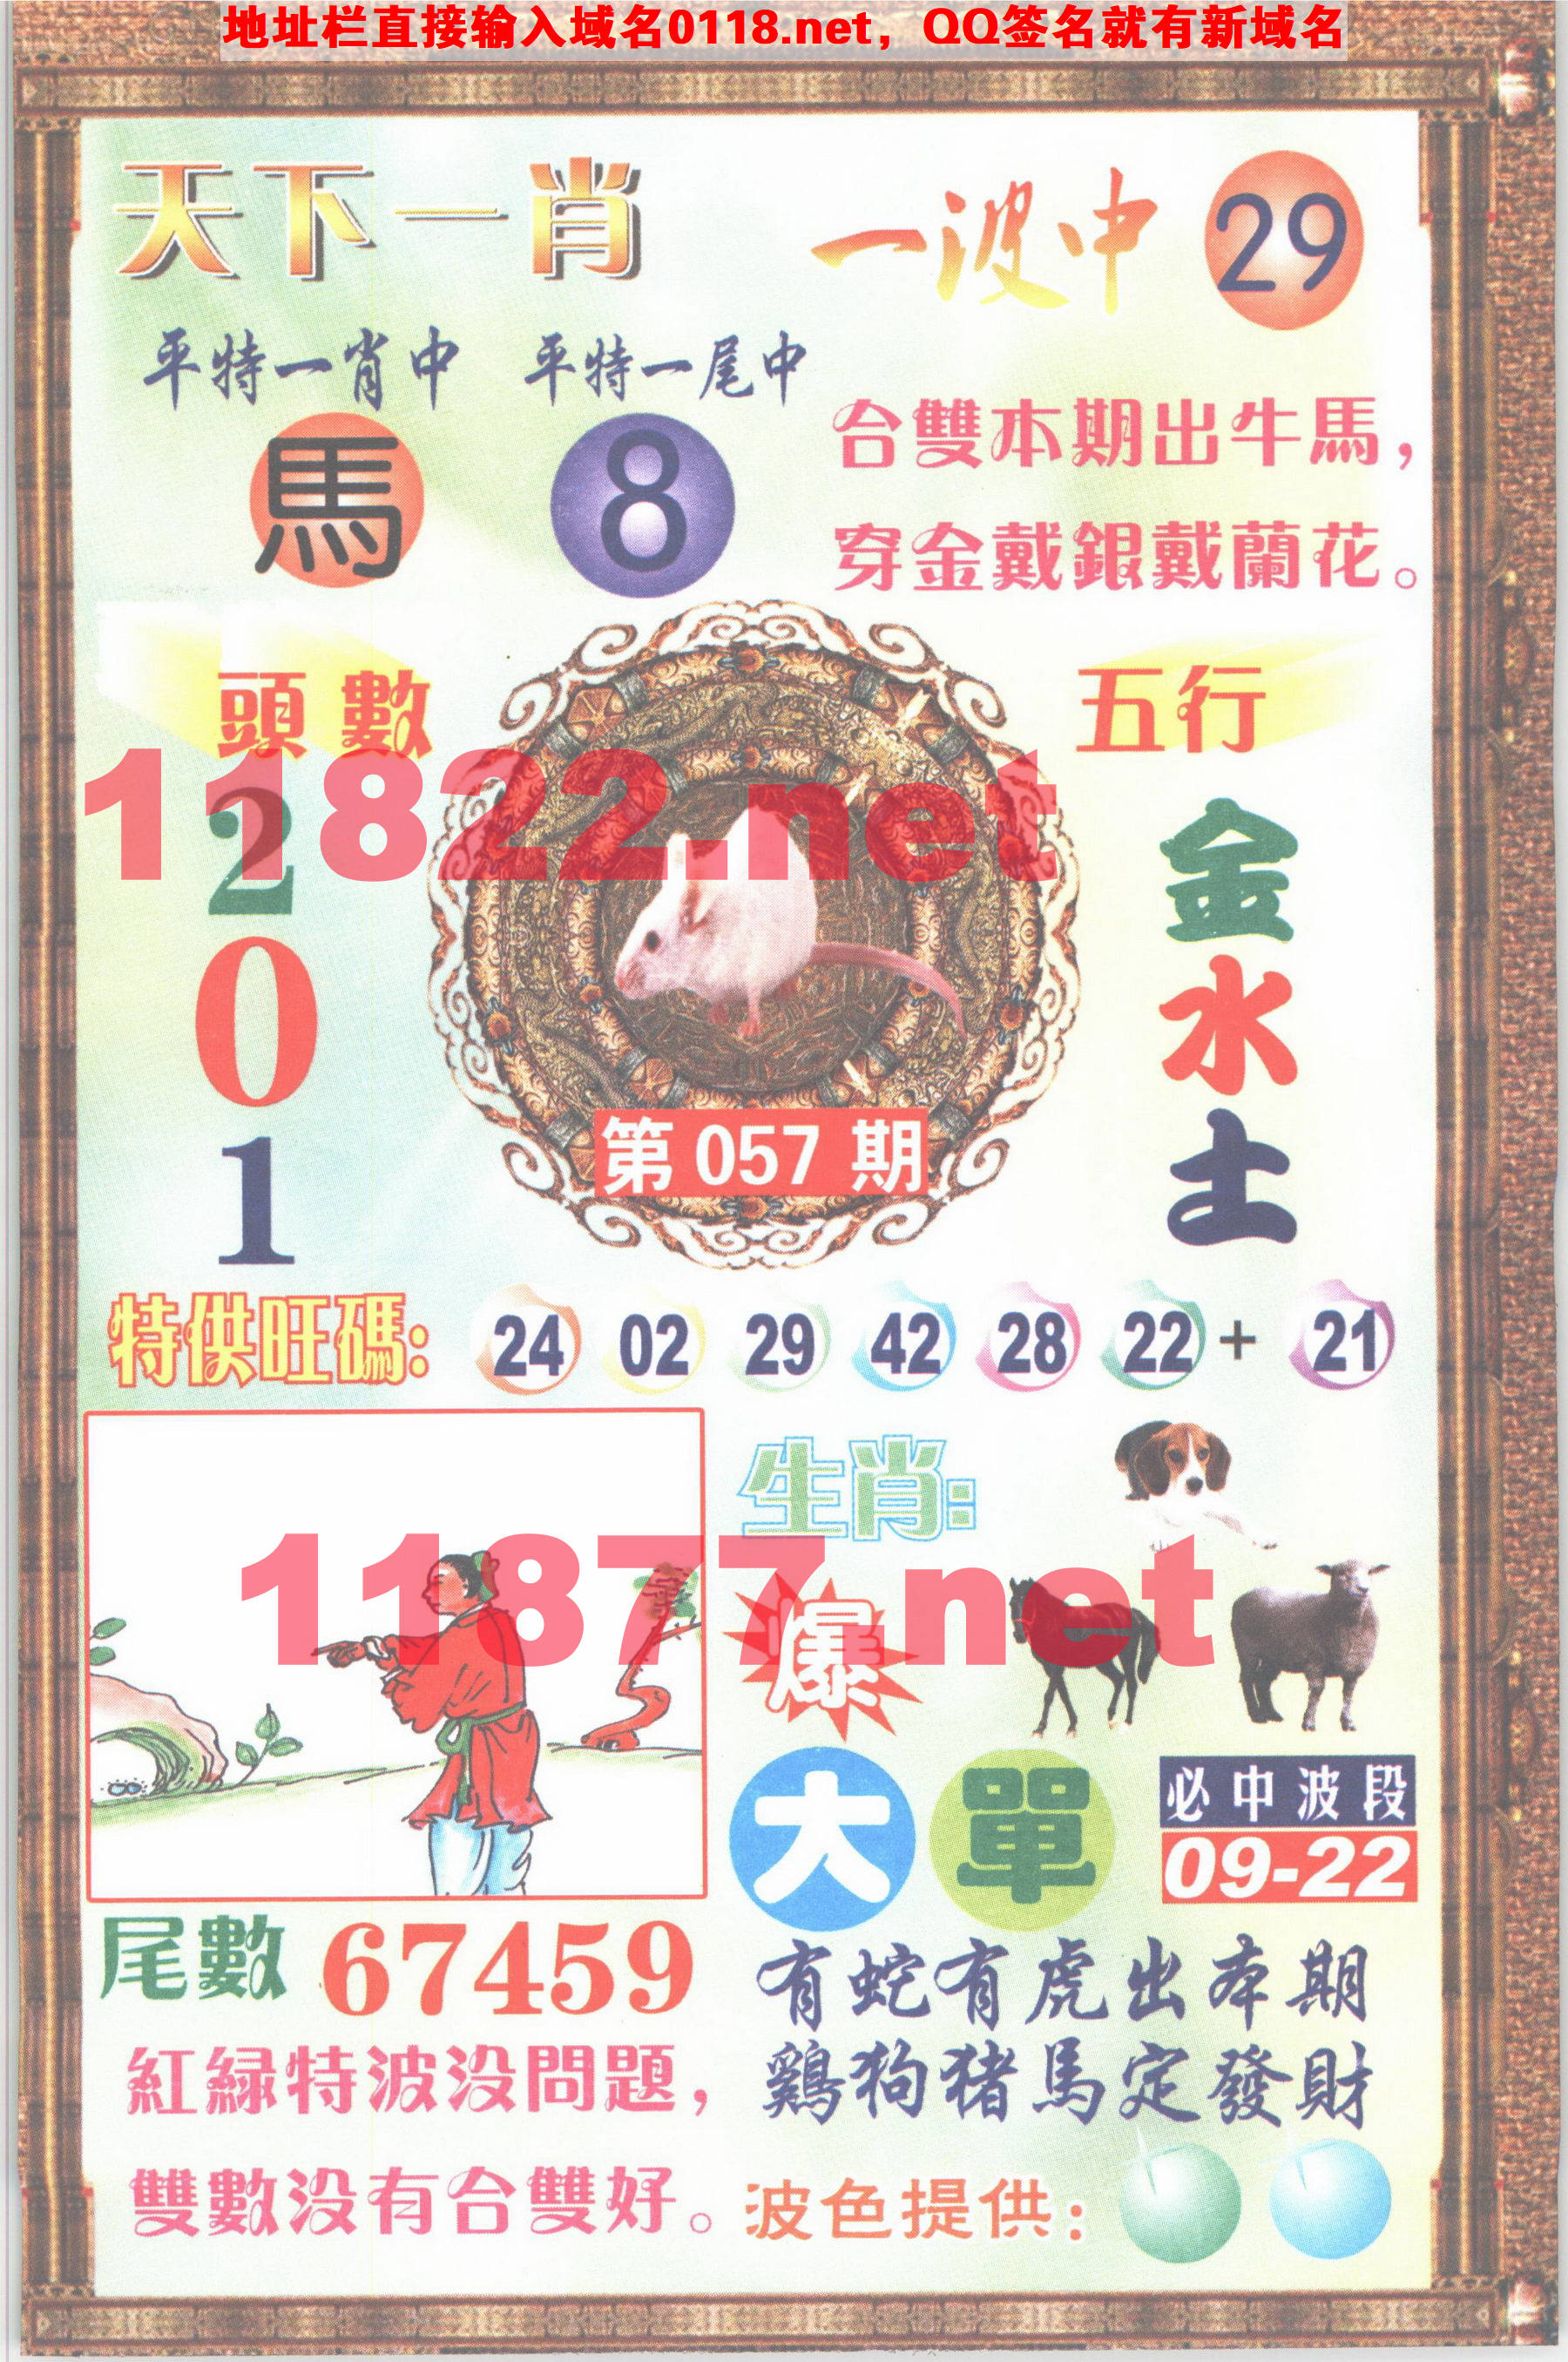 地址栏直接输入域名0118.net，QQ签名就有新域名
天下一肖
一波中 29
平特一肖中 平特一尾中
馬 8
合雙本期出牛馬，
穿金戴銀戴蘭花。
頭數
2
0
1
五行
金
水
土
11822.net
第057期
特供旺碼: 24 02 29 42 28 22 + 21
生肖:
11877.net
爆
大 單
必中波段
09-22
尾數 67459
有蛇有虎出本期
鷄狗猪馬定發財
紅緑特波没問題，
雙數没有合雙好。
波色提供: